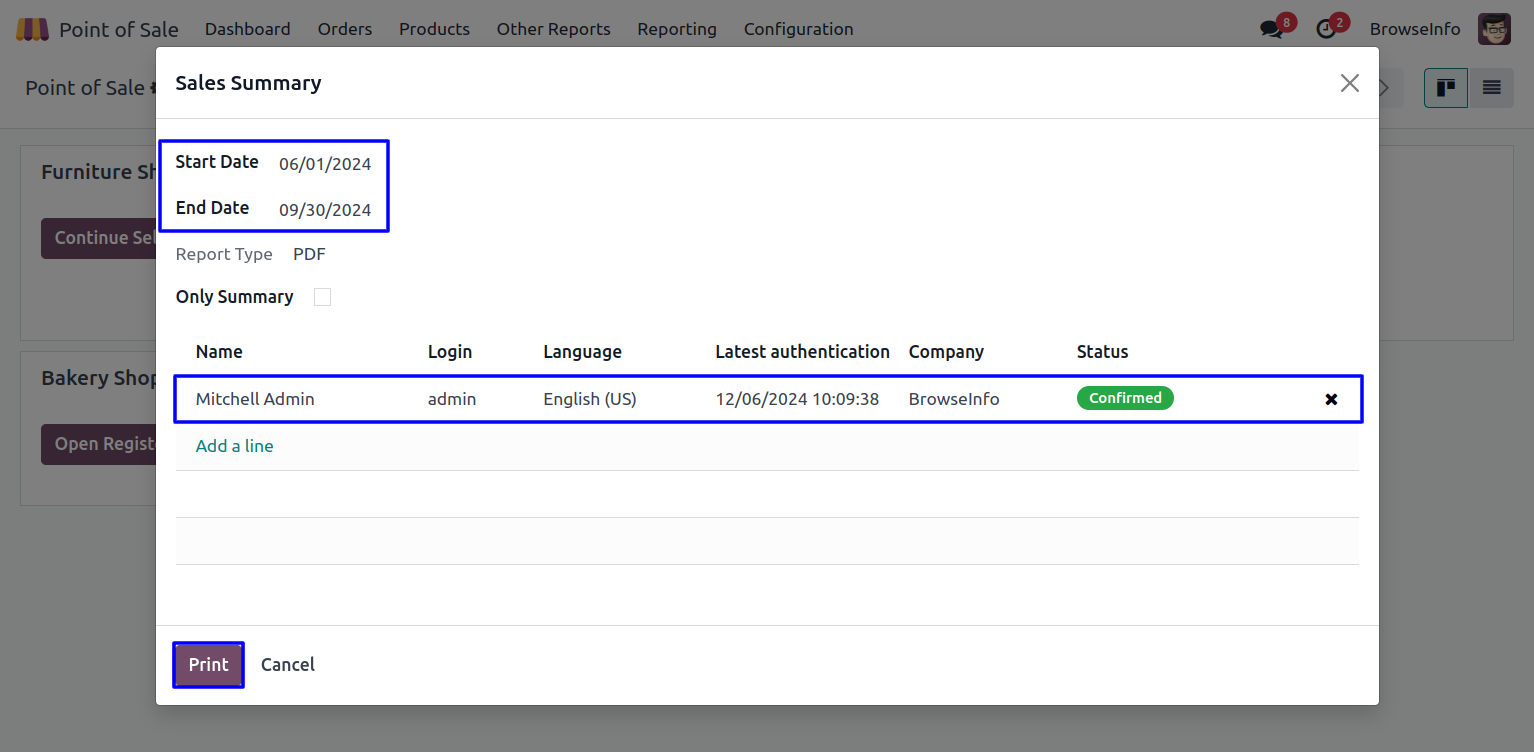 Point of Sale Dashboard Orders Products Other Reports Reporting Configuration 8 2 BrowseInfo
Point of Sale
Sales Summary
Furniture Sh
Continue Sel
Bakery Shop
Open Registe
Start Date 06/01/2024
End Date 09/30/2024
Report Type PDF
Only Summary
Name Login Language Latest authentication Company Status
Mitchell Admin admin English (US) 12/06/2024 10:09:38 BrowseInfo Confirmed
Add a line
Print Cancel